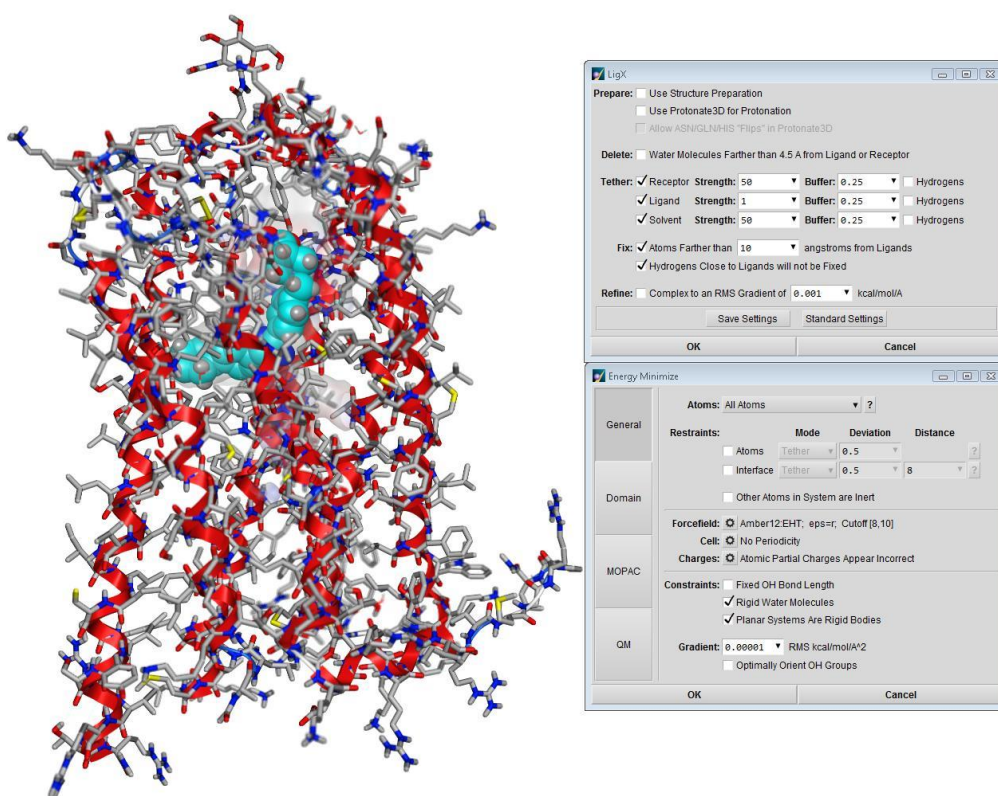 LigX
Prepare: Use Structure Preparation
Use Protonate3D for Protonation
Allow ASN/GLN/HIS "Flips" in Protonate3D
Delete: Water Molecules Farther than 4.5 A from Ligand or Receptor
Tether: Receptor Strength: 50 Buffer: 0.25 Hydrogens
Ligand Strength: 1 Buffer: 0.25 Hydrogens
Solvent Strength: 50 Buffer: 0.25 Hydrogens
Fix: Atoms Farther than 10 angstroms from Ligands
Hydrogens Close to Ligands will not be Fixed
Refine: Complex to an RMS Gradient of 0.001 kcal/mol/A
Save Settings Standard Settings
OK Cancel
Energy Minimize
General
Domain
MOPAC
QM
Atoms: All Atoms ?
Restraints: Mode Deviation Distance
Atoms Tether 0.5 ?
Interface Tether 0.5 8 ?
Other Atoms in System are Inert
Forcefield: Amber12:EHT; eps=r; Cutoff [8,10]
Cell: No Periodicity
Charges: Atomic Partial Charges Appear Incorrect
Constraints: Fixed OH Bond Length
Rigid Water Molecules
Planar Systems Are Rigid Bodies
Gradient: 0.00001 RMS kcal/mol/A^2
Optimally Orient OH Groups
OK Cancel